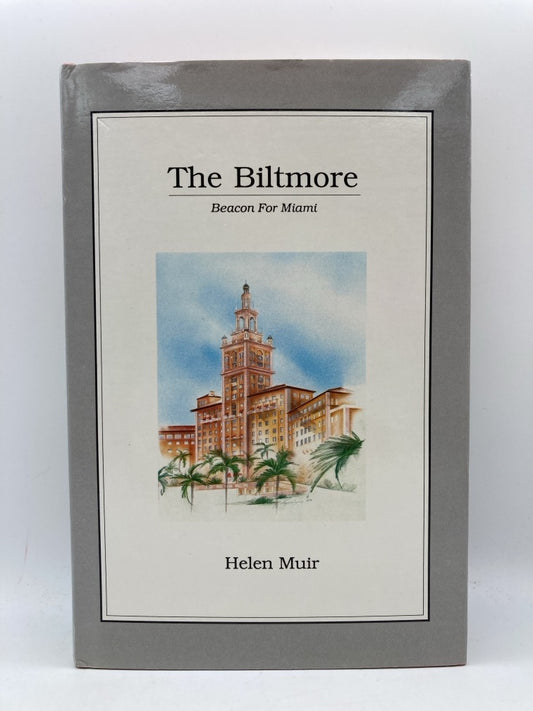 The Biltmore
Beacon For Miami
Helen Muir